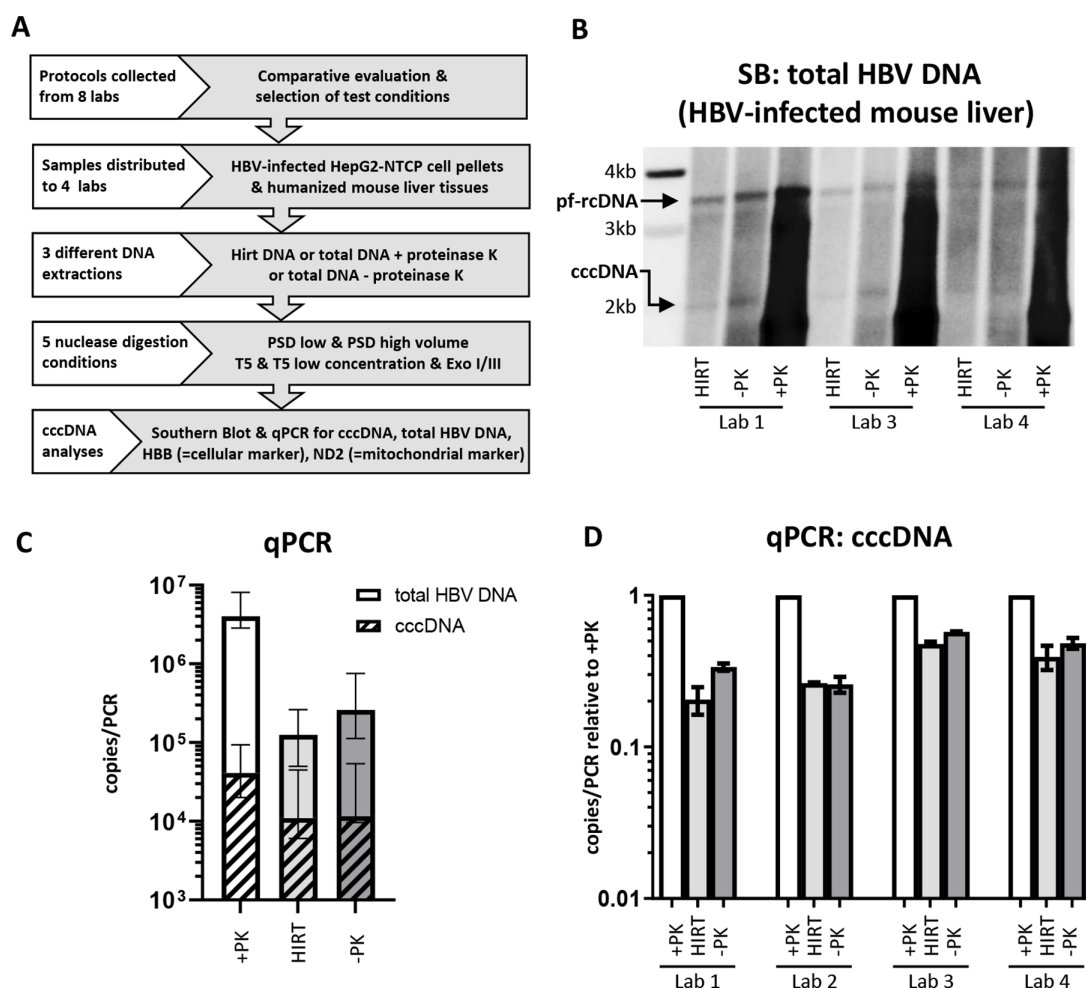 A
Protocols collected
from 8 labs
Comparative evaluation &
selection of test conditions
Samples distributed
to 4 labs
HBV-infected HepG2-NTCP cell pellets
& humanized mouse liver tissues
3 different DNA
extractions
Hirt DNA or total DNA + proteinase K
or total DNA - proteinase K
5 nuclease digestion
conditions
PSD low & PSD high volume
T5 & T5 low concentration & Exo I/III
cccDNA
analyses
Southern Blot & qPCR for cccDNA, total HBV DNA,
HBB (=cellular marker), ND2 (=mitochondrial marker)
B
SB: total HBV DNA
(HBV-infected mouse liver)
4kb
pf-rcDNA
3kb
cccDNA
2kb
HIRT -PK +PK HIRT -PK +PK HIRT -PK +PK
Lab 1 Lab 3 Lab 4
C
qPCR
total HBV DNA
cccDNA
copies/PCR
10^7
10^6
10^5
10^4
10^3
+PK HIRT -PK
D
qPCR: cccDNA
copies/PCR relative to +PK
1
0.1
0.01
+PK HIRT -PK +PK HIRT -PK +PK HIRT -PK +PK HIRT -PK
Lab 1 Lab 2 Lab 3 Lab 4